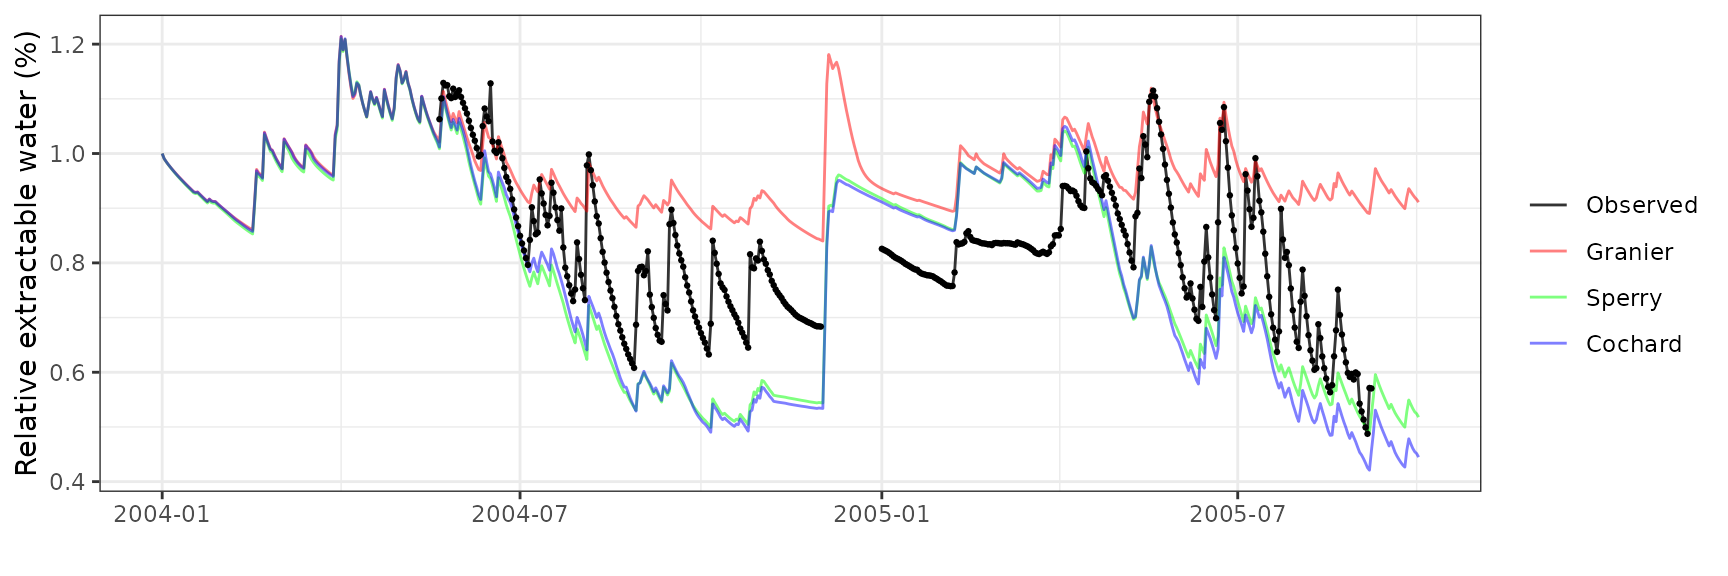 Relative extractable water (%)
1.2
1.0
0.8
0.6
0.4
2004-01
2004-07
2005-01
2005-07
Observed
Granier
Sperry
Cochard